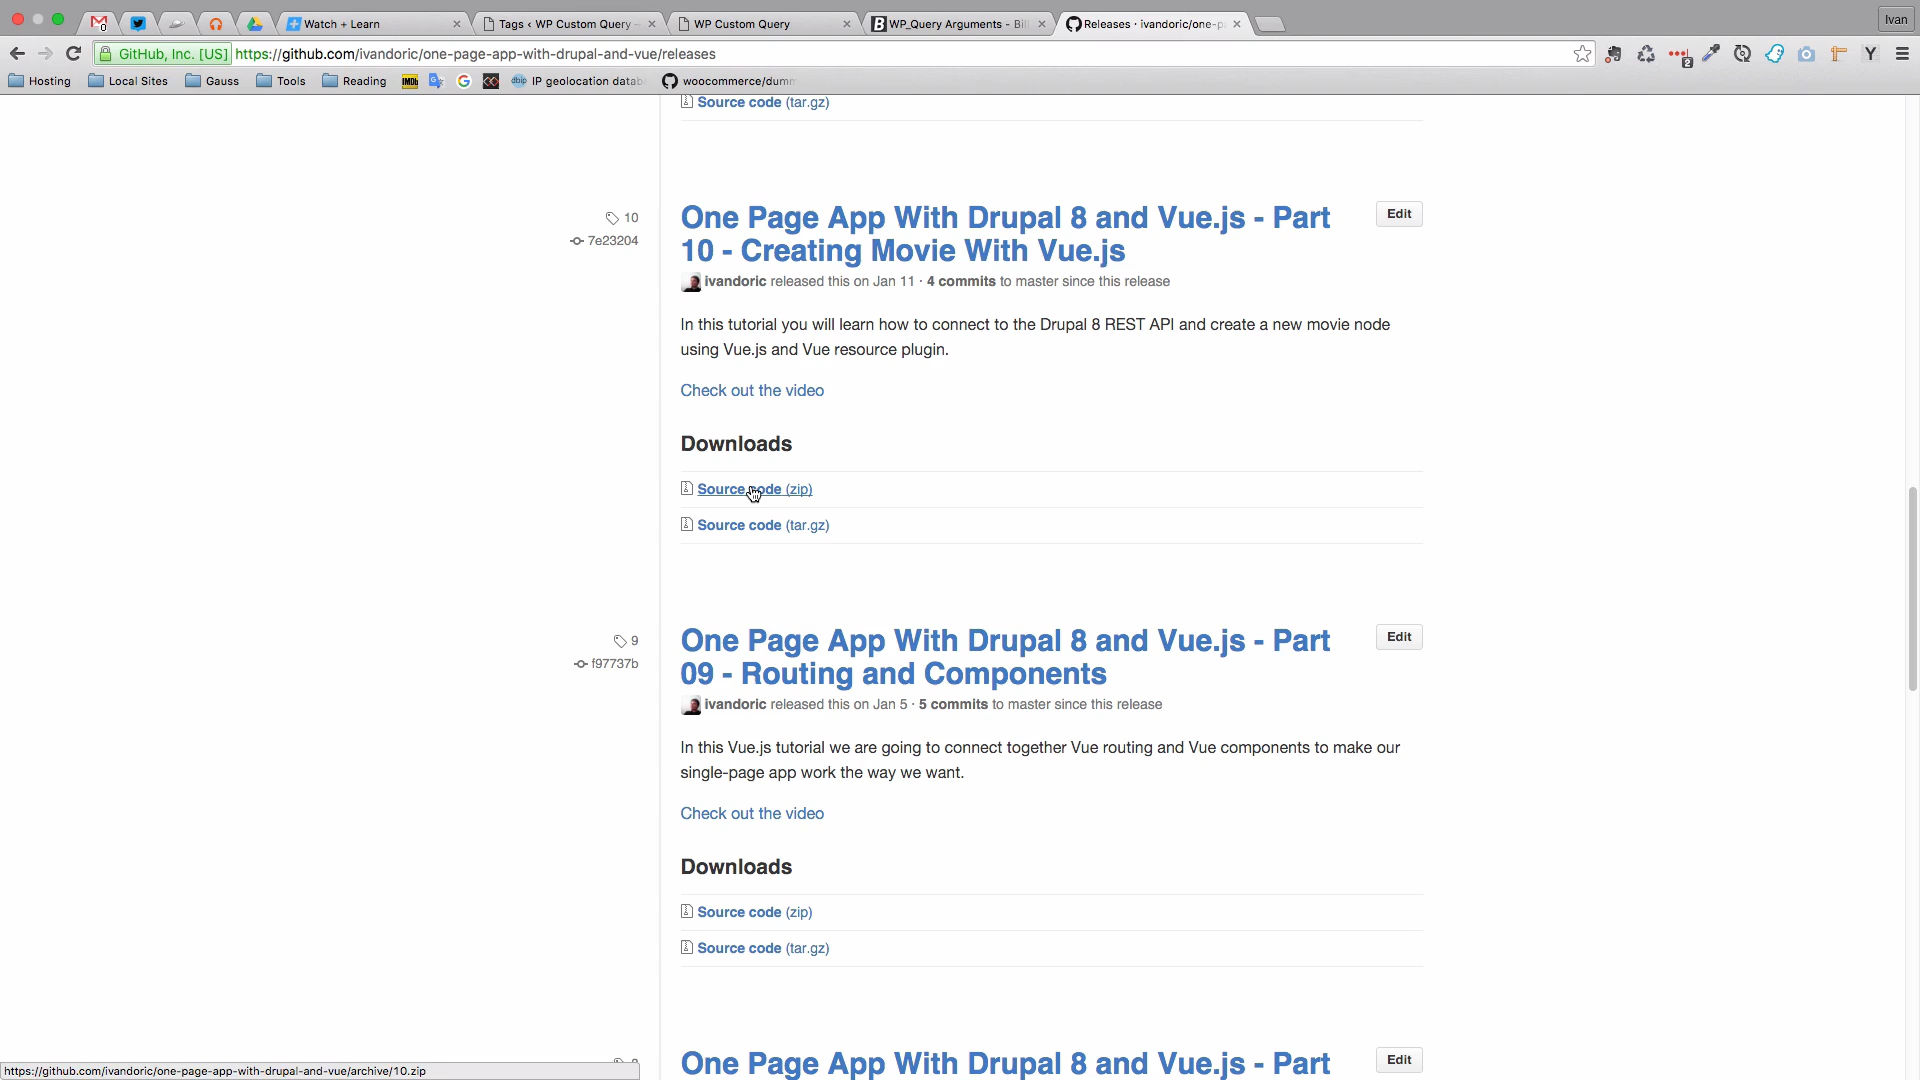 Watch + Learn
Tags ‹ WP Custom Query
WP Custom Query
WP_Query Arguments - Bil
Releases · ivandoric/one-p
Ivan
GitHub, Inc. [US]
https://github.com/ivandoric/one-page-app-with-drupal-and-vue/releases
Hosting
Local Sites
Gauss
Tools
Reading
IMDb
IP geolocation datab
woocommerce/dumm
Source code (tar.gz)
10
7e23204
One Page App With Drupal 8 and Vue.js - Part
10 - Creating Movie With Vue.js
Edit
ivandoric released this on Jan 11 · 4 commits to master since this release
In this tutorial you will learn how to connect to the Drupal 8 REST API and create a new movie node
using Vue.js and Vue resource plugin.
Check out the video
Downloads
Source code (zip)
Source code (tar.gz)
9
f97737b
One Page App With Drupal 8 and Vue.js - Part
09 - Routing and Components
Edit
ivandoric released this on Jan 5 · 5 commits to master since this release
In this Vue.js tutorial we are going to connect together Vue routing and Vue components to make our
single-page app work the way we want.
Check out the video
Downloads
Source code (zip)
Source code (tar.gz)
One Page App With Drupal 8 and Vue.js - Part
Edit
https://github.com/ivandoric/one-page-app-with-drupal-and-vue/archive/10.zip